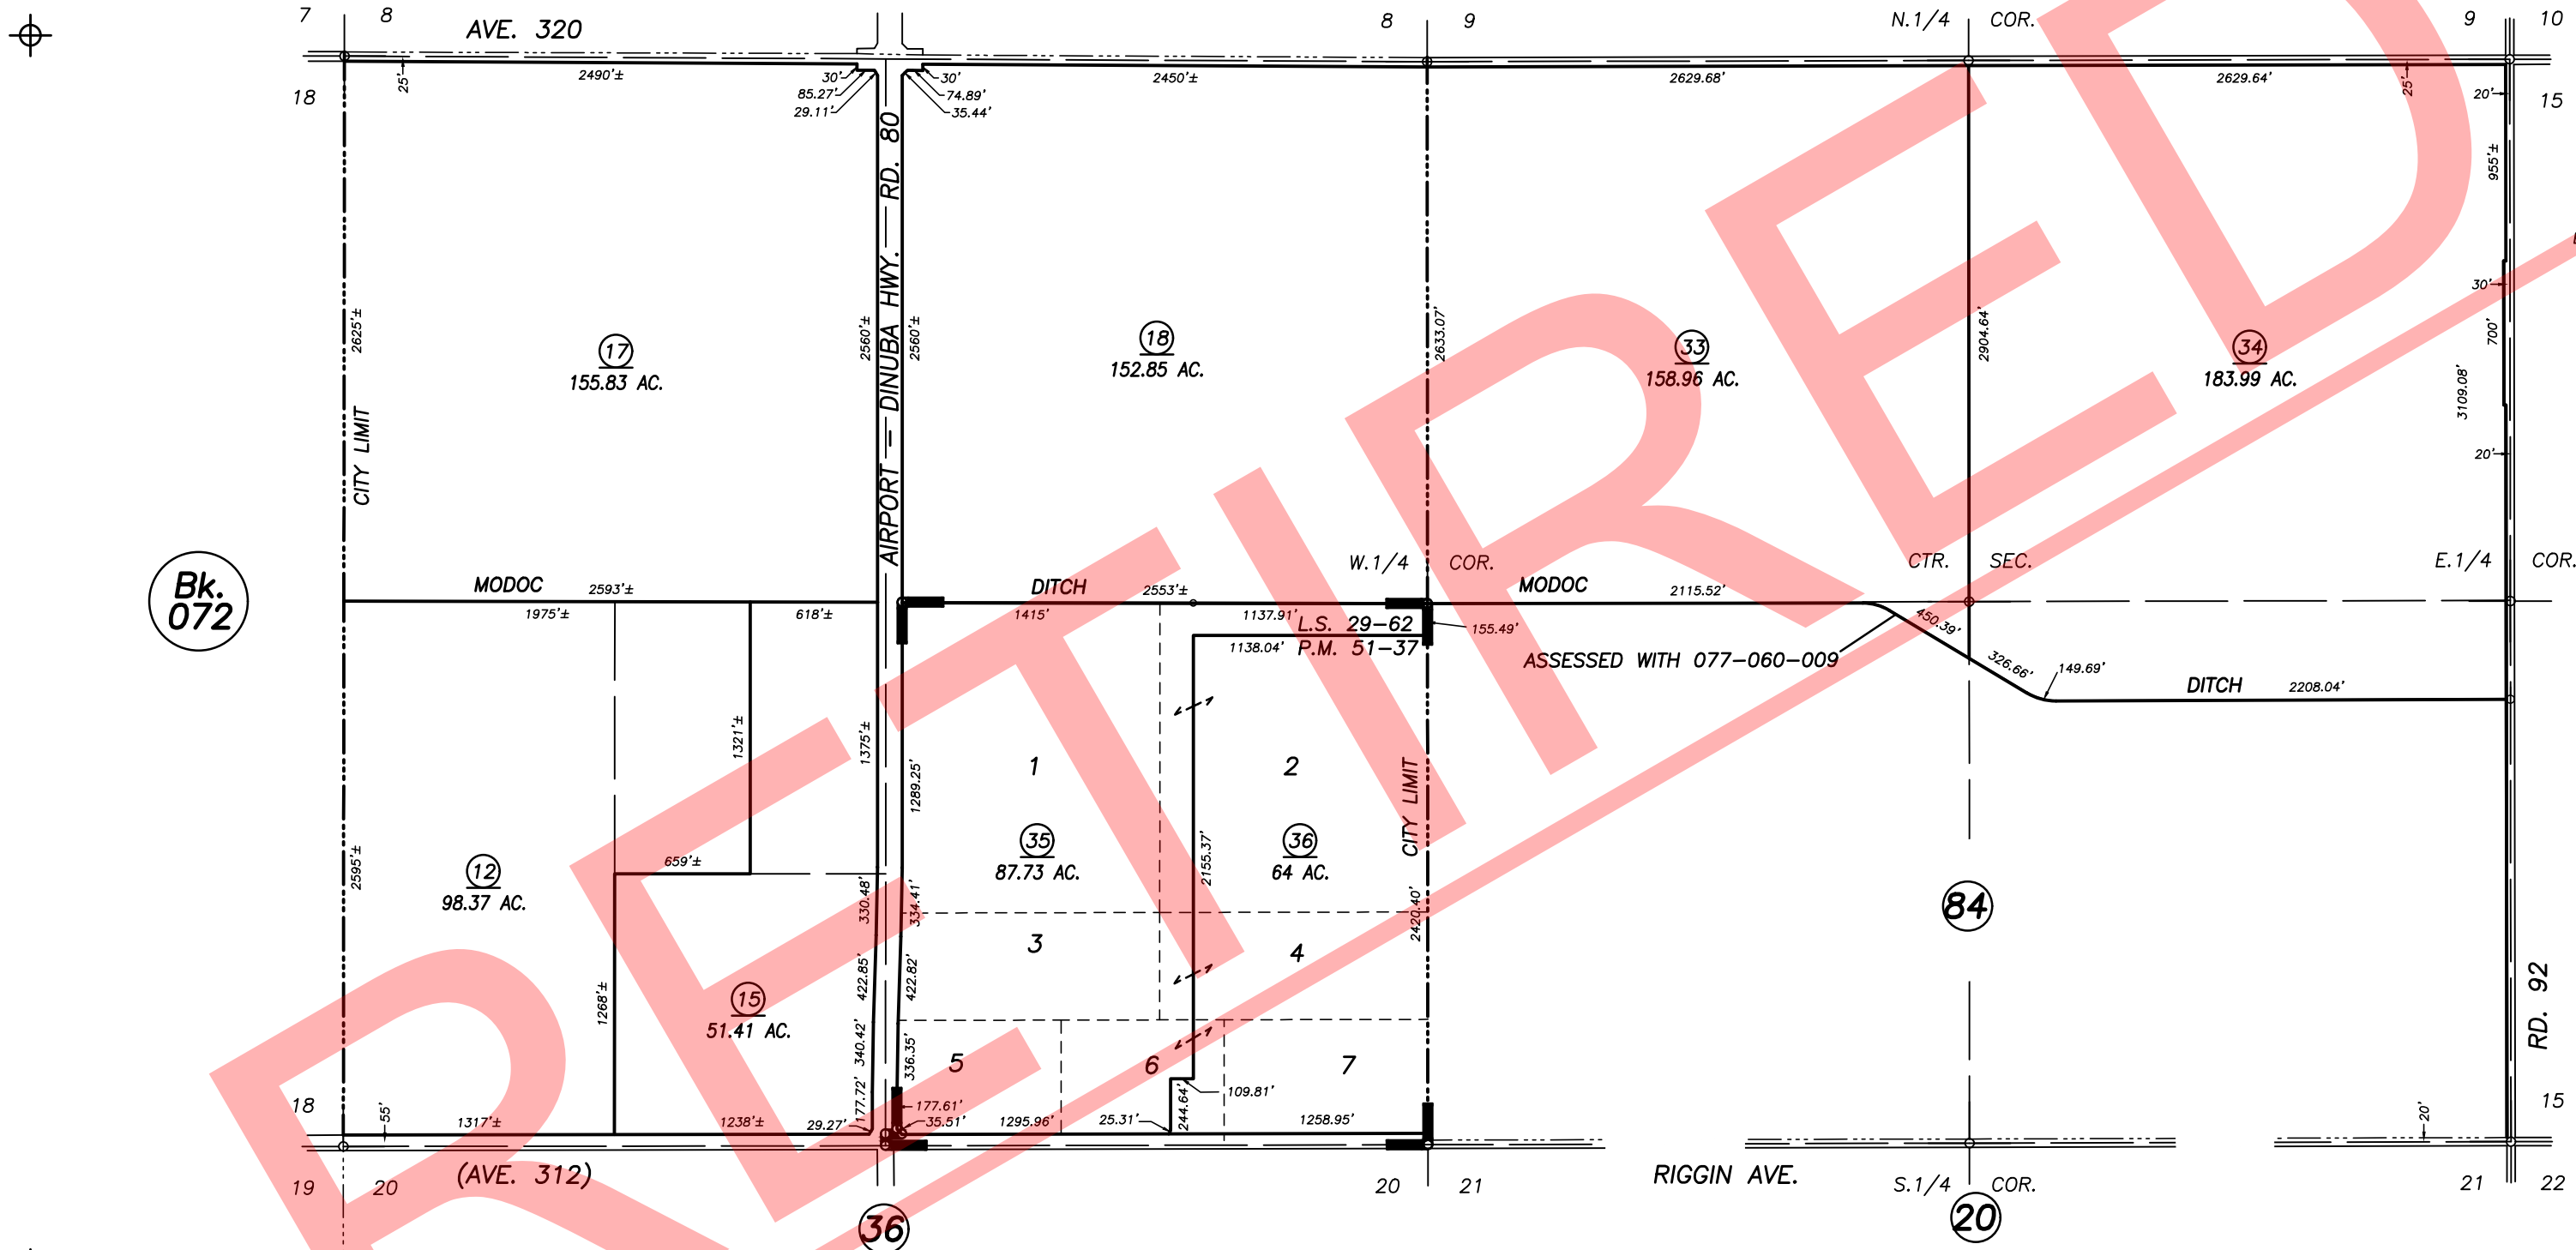 7 8
AVE. 320
8 9
N.1/4 COR.
9 10
18
25'
2490'±
30'
85.27'
29.11'
30'
74.89'
35.44'
2450'±
2629.68'
2629.64'
25'
20'
15
955'±
30'
700'
3109.08'
20'
2625'±
CITY LIMIT
17
155.83 AC.
2560'±
AIRPORT – DINUBA HWY. RD. 80
2560'±
18
152.85 AC.
2633.07'
33
158.96 AC.
2904.64'
34
183.99 AC.
Bk.
072
MODOC 2593'±
1975'± 618'±
DITCH 2553'±
1415' 1137.91'
W.1/4 COR.
MODOC 2115.52'
CTR. SEC.
E.1/4 COR.
L.S. 29-62
1138.04' P.M. 51-37
155.49'
ASSESSED WITH 077-060-009
450.39'
326.66'
149.69'
DITCH 2208.04'
1321'±
1375'±
1289.25'
1
2
CITY LIMIT
2595'±
12
98.37 AC.
659'±
330.48'
334.41'
35
87.73 AC.
2155.37'
36
64 AC.
2420.40'
84
3
4
1268'±
15
51.41 AC.
422.85'
422.82'
340.42'
336.35'
177.72'
5
6
7
RD. 92
18
55'
1317'±
1238'±
29.27'
177.61'
35.51'
1295.96'
25.31'
244.64'
109.81'
1258.95'
20'
15
19 20
(AVE. 312)
20 21
RIGGIN AVE.
S.1/4 COR.
21 22
36
20
RETIRED